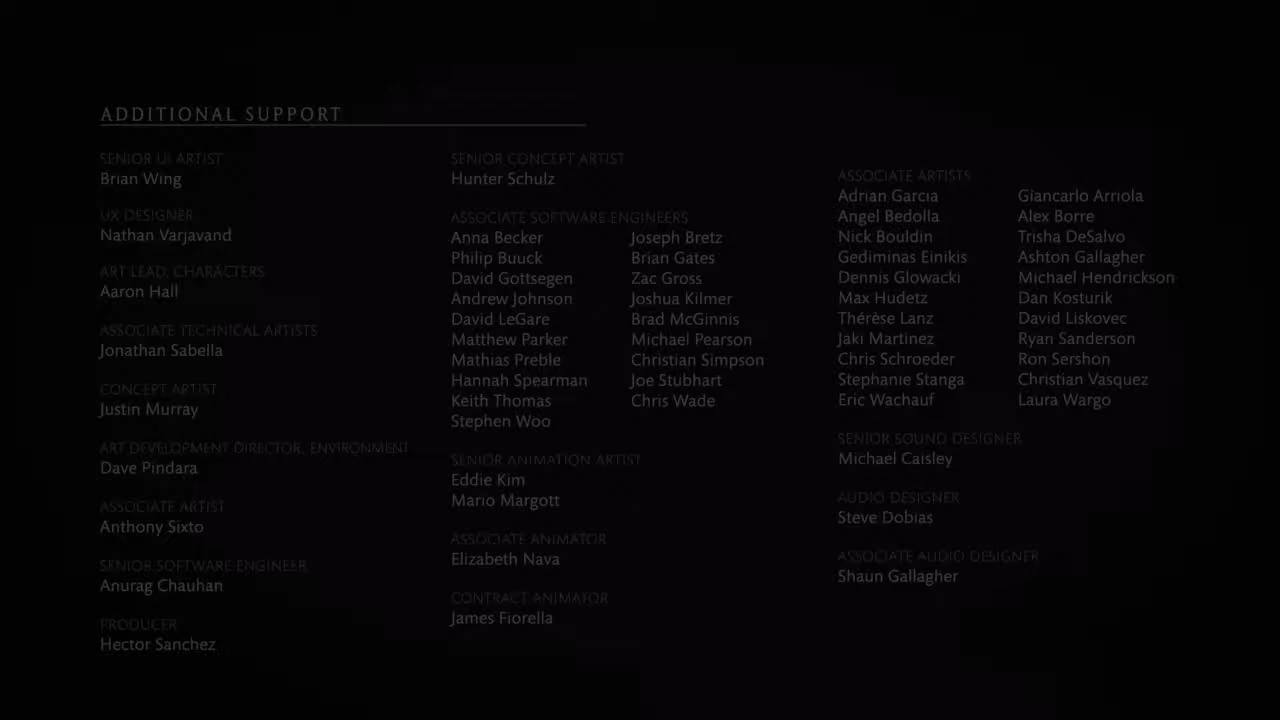 ADDITIONAL SUPPORT
SENIOR UI ARTIST
Brian Wing
UX DESIGNER
Nathan Varjavand
ART LEAD, CHARACTERS
Aaron Hall
ASSOCIATE TECHNICAL ARTISTS
Jonathan Sabella
CONCEPT ARTIST
Justin Murray
ART DEVELOPMENT DIRECTOR, ENVIRONMENT
Dave Pindara
ASSOCIATE ARTIST
Anthony Sixto
SENIOR SOFTWARE ENGINEER
Anurag Chauhan
PRODUCER
Hector Sanchez
SENIOR CONCEPT ARTIST
Hunter Schulz
ASSOCIATE SOFTWARE ENGINEERS
Anna Becker
Philip Buuck
David Gottsegen
Andrew Johnson
David LeGare
Matthew Parker
Mathias Preble
Hannah Spearman
Keith Thomas
Stephen Woo
Joseph Bretz
Brian Gates
Zac Gross
Joshua Kilmer
Brad McGinnis
Michael Pearson
Christian Simpson
Joe Stubhart
Chris Wade
SENIOR ANIMATION ARTIST
Eddie Kim
Mario Margott
ASSOCIATE ANIMATOR
Elizabeth Nava
CONTRACT ANIMATOR
James Fiorella
ASSOCIATE ARTISTS
Adrian Garcia
Angel Bedolla
Nick Bouldin
Gediminas Einikis
Dennis Glowacki
Max Hudetz
Thérèse Lanz
Jaki Martinez
Chris Schroeder
Stephanie Stanga
Eric Wachauf
Giancarlo Arriola
Alex Borre
Trisha DeSalvo
Ashton Gallagher
Michael Hendrickson
Dan Kosturik
David Liskovec
Ryan Sanderson
Ron Sershon
Christian Vasquez
Laura Wargo
SENIOR SOUND DESIGNER
Michael Caisley
AUDIO DESIGNER
Steve Dobias
ASSOCIATE AUDIO DESIGNER
Shaun Gallagher